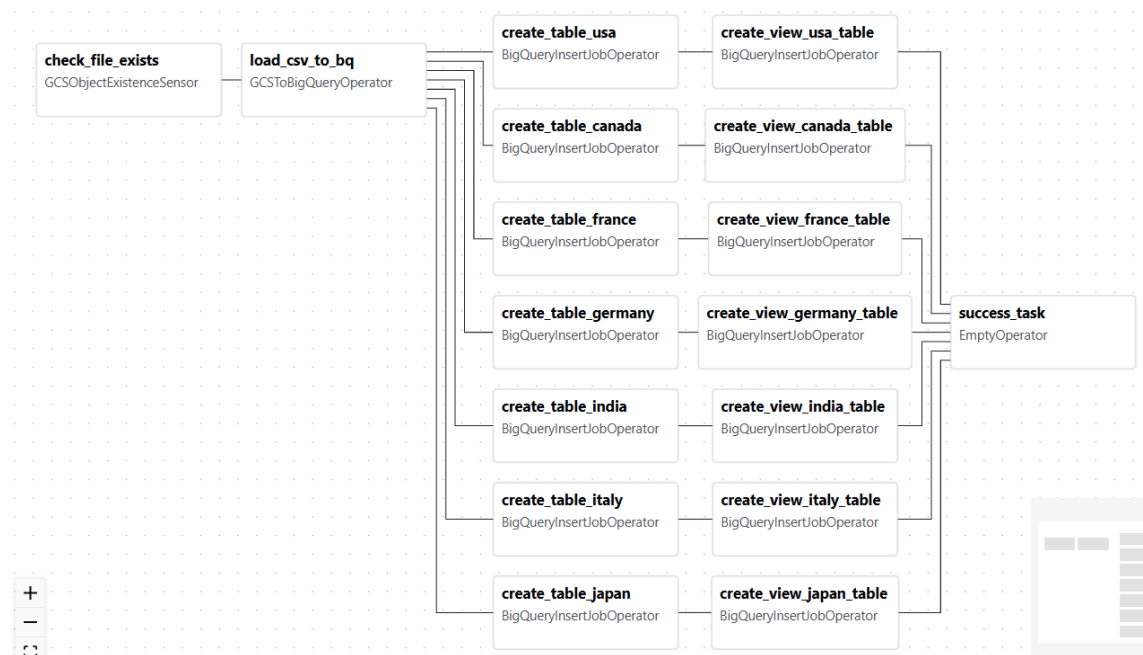 check_file_exists
GCSObjectExistenceSensor
load_csv_to_bq
GCSToBigQueryOperator
create_table_usa
BigQueryInsertJobOperator
create_view_usa_table
BigQueryInsertJobOperator
create_table_canada
BigQueryInsertJobOperator
create_view_canada_table
BigQueryInsertJobOperator
create_table_france
BigQueryInsertJobOperator
create_view_france_table
BigQueryInsertJobOperator
create_table_germany
BigQueryInsertJobOperator
create_view_germany_table
BigQueryInsertJobOperator
success_task
EmptyOperator
create_table_india
BigQueryInsertJobOperator
create_view_india_table
BigQueryInsertJobOperator
create_table_italy
BigQueryInsertJobOperator
create_view_italy_table
BigQueryInsertJobOperator
create_table_japan
BigQueryInsertJobOperator
create_view_japan_table
BigQueryInsertJobOperator